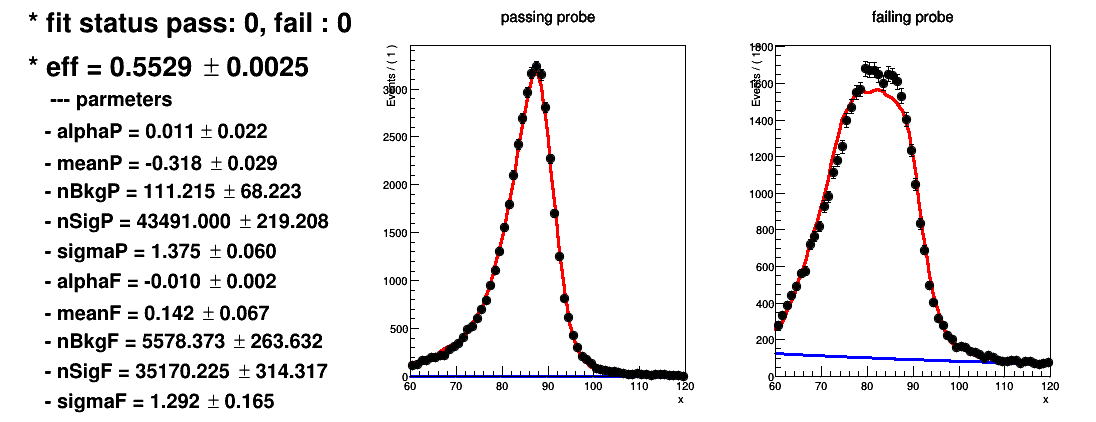 * fit status pass: 0, fail : 0
* eff = 0.5529 ± 0.0025
--- parmeters
- alphaP = 0.011 ± 0.022
- meanP = -0.318 ± 0.029
- nBkgP = 111.215 ± 68.223
- nSigP = 43491.000 ± 219.208
- sigmaP = 1.375 ± 0.060
- alphaF = -0.010 ± 0.002
- meanF = 0.142 ± 0.067
- nBkgF = 5578.373 ± 263.632
- nSigF = 35170.225 ± 314.317
- sigmaF = 1.292 ± 0.165
passing probe
Events / ( 1 )
3000
2500
2000
1500
1000
500
0
60 70 80 90 100 110 120
x
failing probe
Events / ( 1 )
1800
1600
1400
1200
1000
800
600
400
200
0
60 70 80 90 100 110 120
x